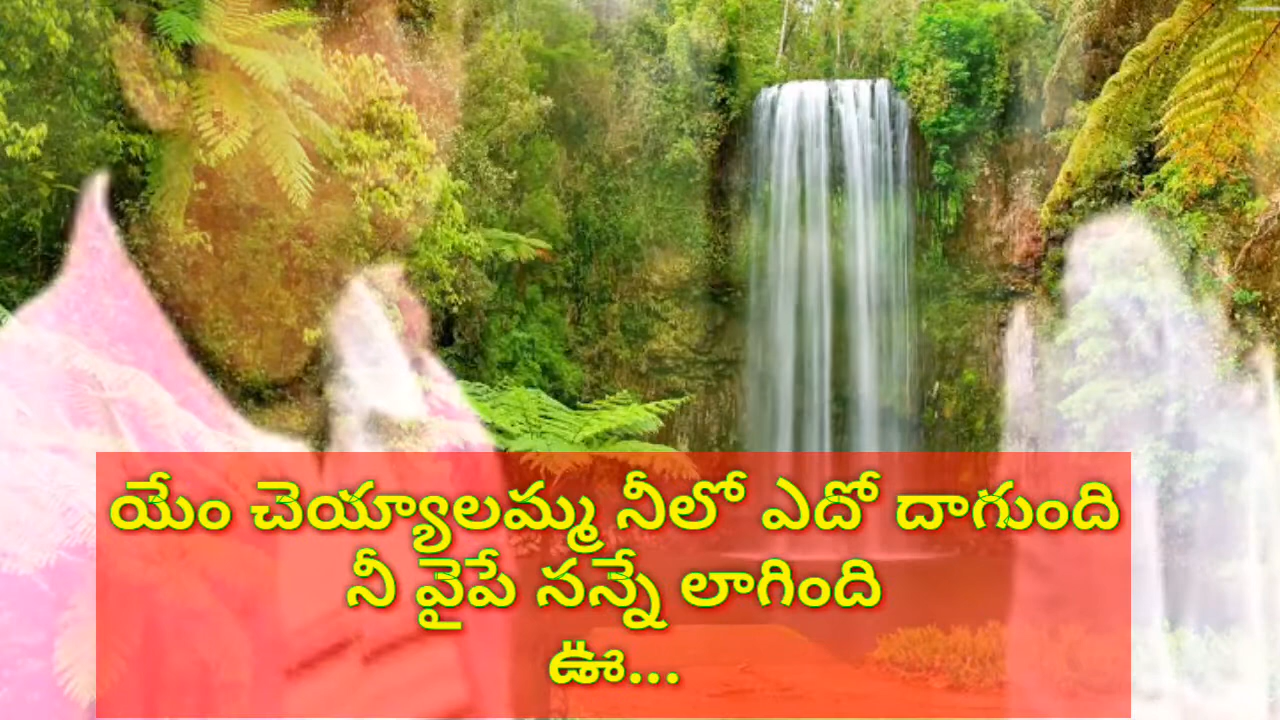 యేం చెయ్యాలమ్మ నీలో ఎదో దాగుంది
నీ వైపే నన్నే లాగింది
ఊ...